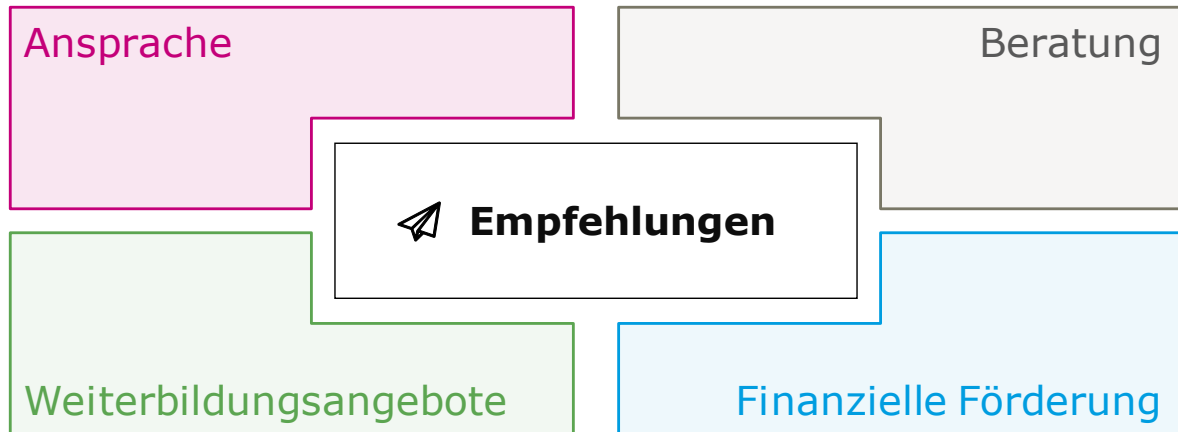 Ansprache
Beratung
Empfehlungen
Weiterbildungsangebote
Finanzielle Förderung